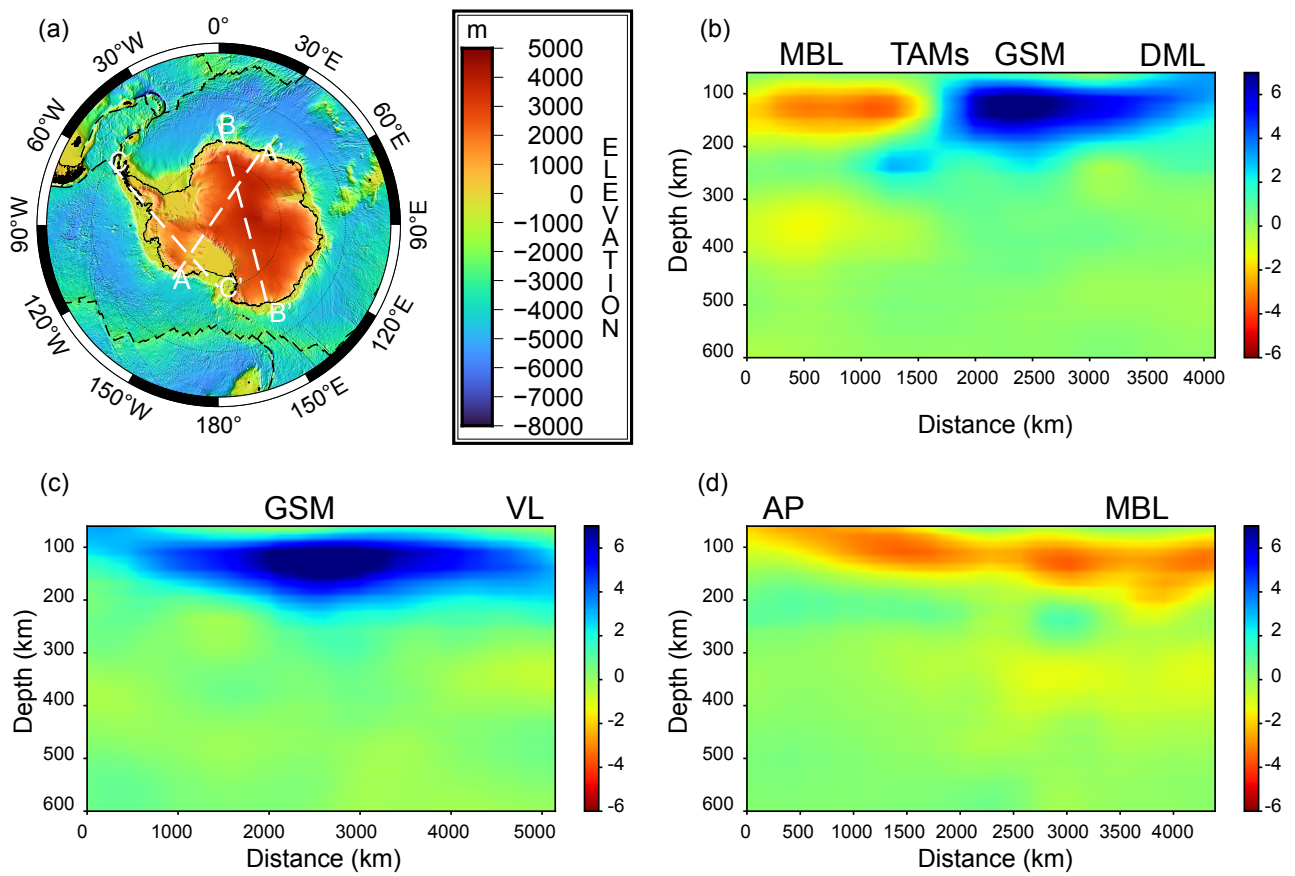 (a)
0°
30°E
60°E
90°E
120°E
150°E
180°
150°W
120°W
90°W
60°W
30°W
B
A'
C
A
C'
B'
m
5000
4000
3000
2000
1000
0
−1000
−2000
−3000
−4000
−5000
−6000
−7000
−8000
ELEVATION
(b)
MBL TAMs GSM DML
Depth (km)
100
200
300
400
500
600
0 500 1000 1500 2000 2500 3000 3500 4000
Distance (km)
6
4
2
0
-2
-4
-6
(c)
GSM VL
Depth (km)
100
200
300
400
500
600
0 1000 2000 3000 4000 5000
Distance (km)
6
4
2
0
-2
-4
-6
(d)
AP MBL
Depth (km)
100
200
300
400
500
600
0 500 1000 1500 2000 2500 3000 3500 4000
Distance (km)
6
4
2
0
-2
-4
-6